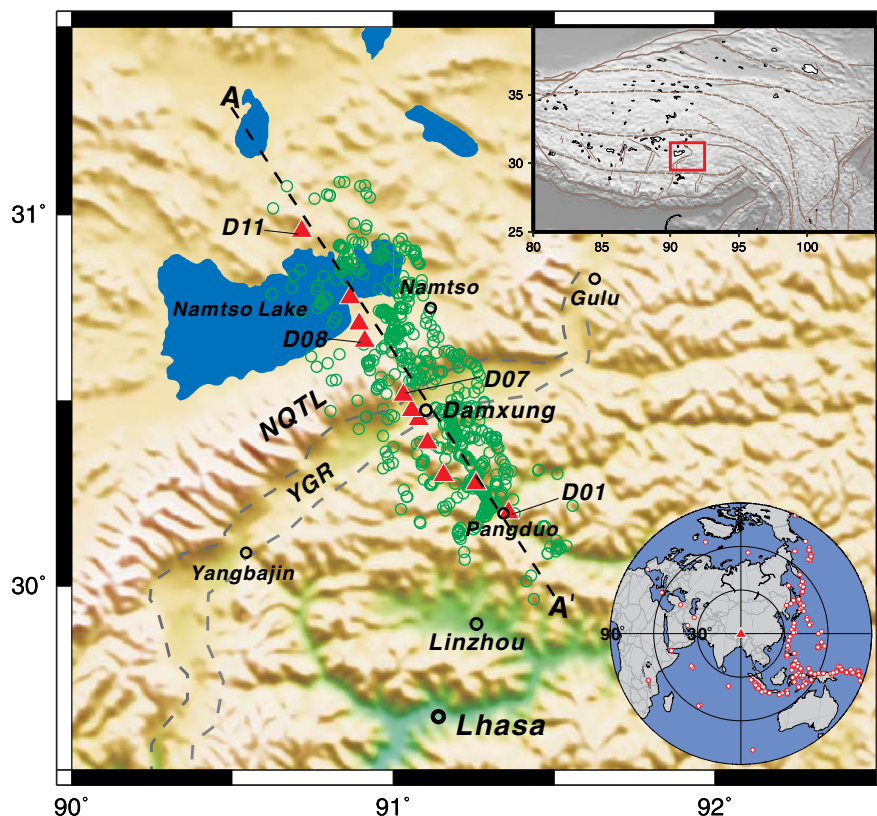 A
35
30
25
80
85
90
95
100
31°
D11
Namtso
Gulu
Namtso Lake
D08
D07
NQTL
Damxung
YGR
D01
Pangduo
Yangbajin
30°
A'
90°
30°
Linzhou
Lhasa
90°
91°
92°